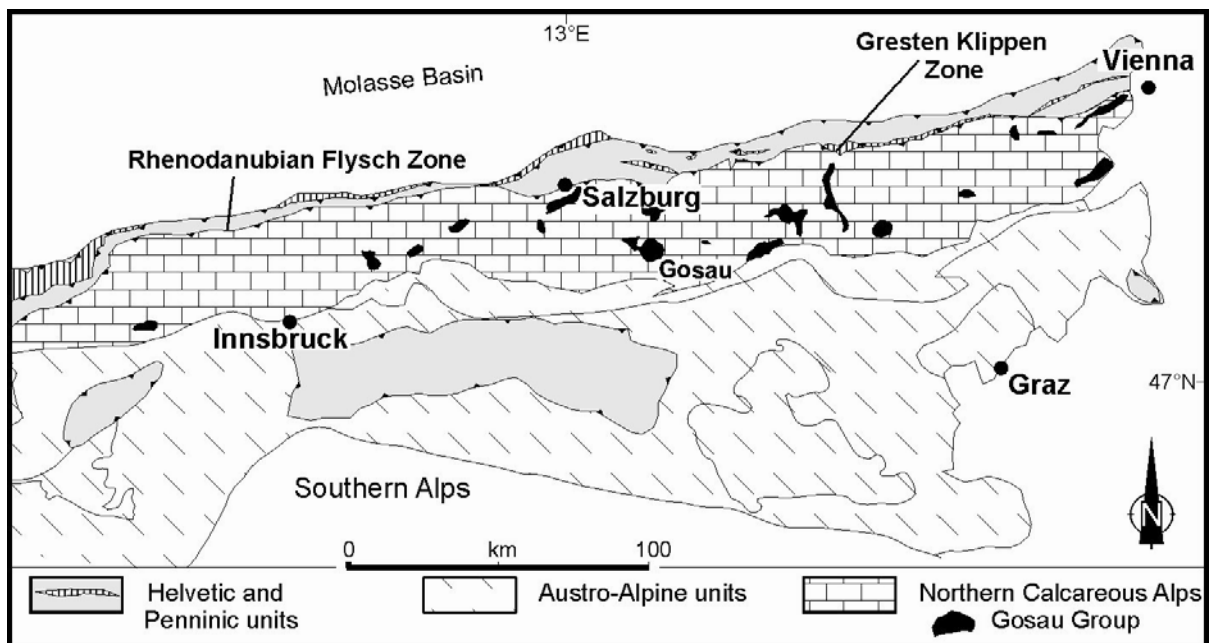 13°E
Gresten Klippen
Zone
Vienna
Molasse Basin
Rhenodanubian Flysch Zone
Salzburg
Gosau
Innsbruck
Graz
47°N
Southern Alps
N
0 km 100
Helvetic and
Penninic units
Austro-Alpine units
Northern Calcareous Alps
Gosau Group